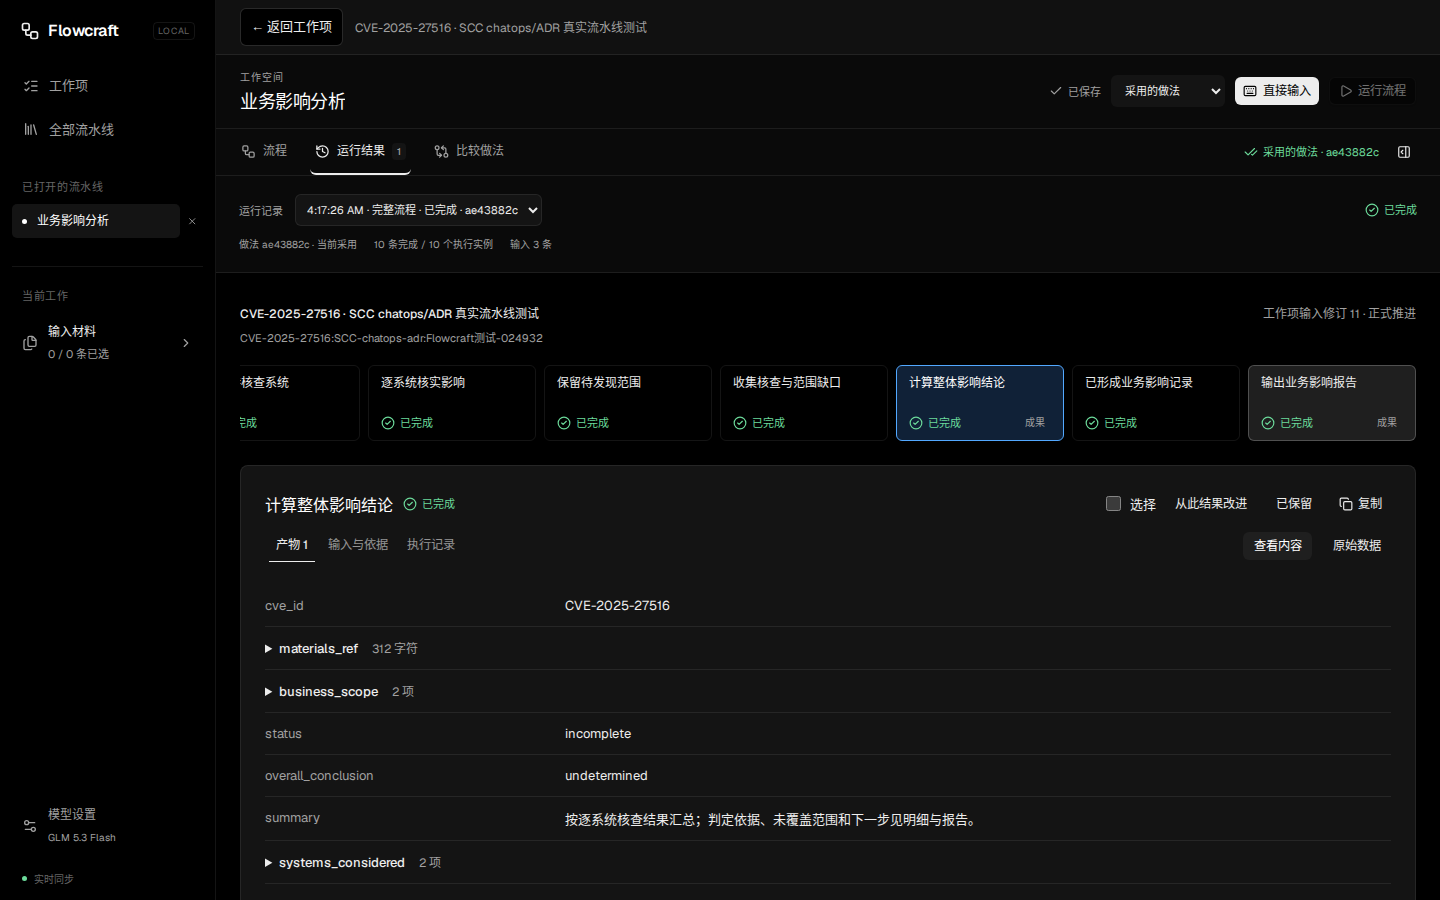 Flowcraft
LOCAL
工作项
全部流水线
已打开的流水线
业务影响分析
×
当前工作
输入材料
0 / 0 条已选
模型设置
GLM 5.3 Flash
实时同步
← 返回工作项
CVE-2025-27516 · SCC chatops/ADR 真实流水线测试
工作空间
业务影响分析
已保存
采用的做法
直接输入
运行流程
流程
运行结果 1
比较做法
采用的做法 · ae43882c
运行记录
4:17:26 AM · 完整流程 · 已完成 · ae43882c
已完成
做法 ae43882c · 当前采用 10 条完成 / 10 个执行实例 输入 3 条
CVE-2025-27516 · SCC chatops/ADR 真实流水线测试
工作项输入修订 11 · 正式推进
CVE-2025-27516:SCC-chatops-adr:Flowcraft测试-024932
核查系统
逐系统核实影响
保留待发现范围
收集核查与范围缺口
计算整体影响结论
已形成业务影响记录
输出业务影响报告
完成
已完成
已完成
已完成
已完成 成果
已完成
已完成 成果
计算整体影响结论 已完成
选择 从此结果改进 已保留 复制
产物 1 输入与依据 执行记录
查看内容 原始数据
cve_id CVE-2025-27516
materials_ref 312 字符
business_scope 2 项
status incomplete
overall_conclusion undetermined
summary 按逐系统核查结果汇总；判定依据、未覆盖范围和下一步见明细与报告。
systems_considered 2 项